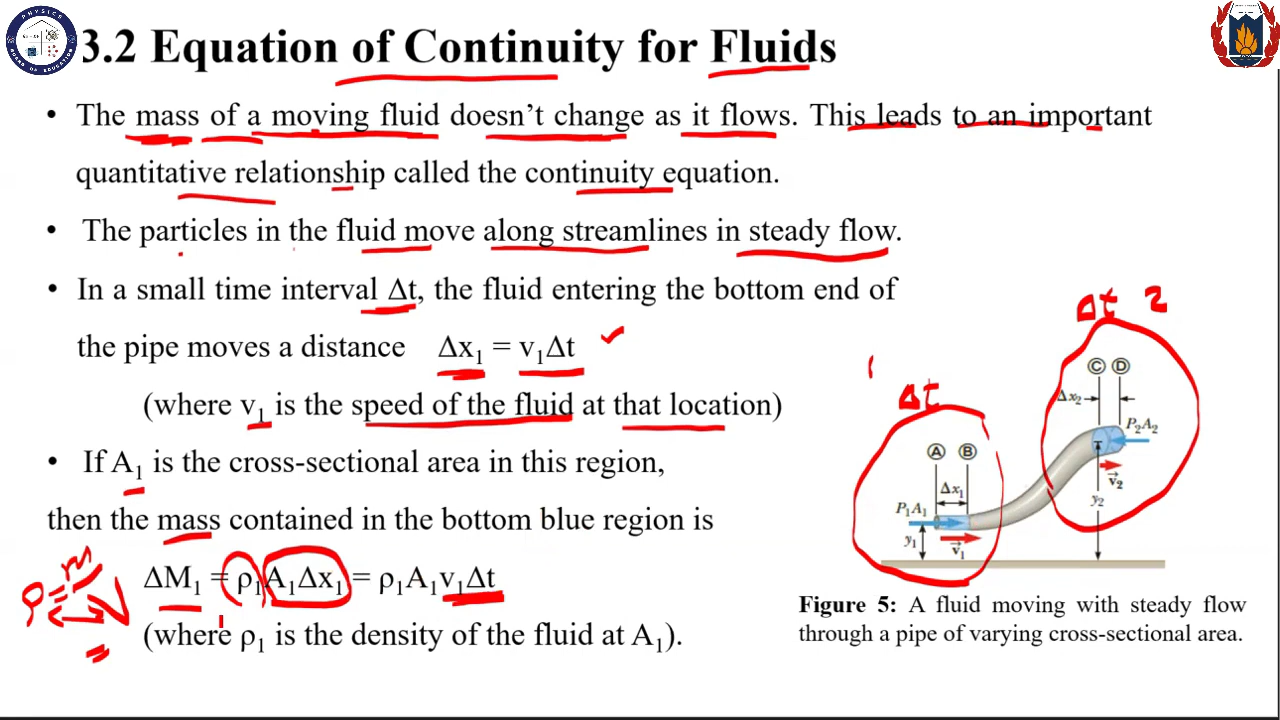 PHYSICS
BOARD OF EDUCATION
3.2 Equation of Continuity for Fluids
• The mass of a moving fluid doesn't change as it flows. This leads to an important
quantitative relationship called the continuity equation.
• The particles in the fluid move along streamlines in steady flow.
• In a small time interval Δt, the fluid entering the bottom end of
the pipe moves a distance Δx₁ = v₁Δt
(where v₁ is the speed of the fluid at that location)
• If A₁ is the cross-sectional area in this region,
then the mass contained in the bottom blue region is
ΔM₁ = ρ₁A₁Δx₁ = ρ₁A₁v₁Δt
(where ρ₁ is the density of the fluid at A₁).
ρ = m/V
Δt 2
C D
Δx₂
P₂A₂
v₂
y₂
1
Δt
A B
Δx₁
P₁A₁
y₁
v₁
Figure 5: A fluid moving with steady flow
through a pipe of varying cross-sectional area.